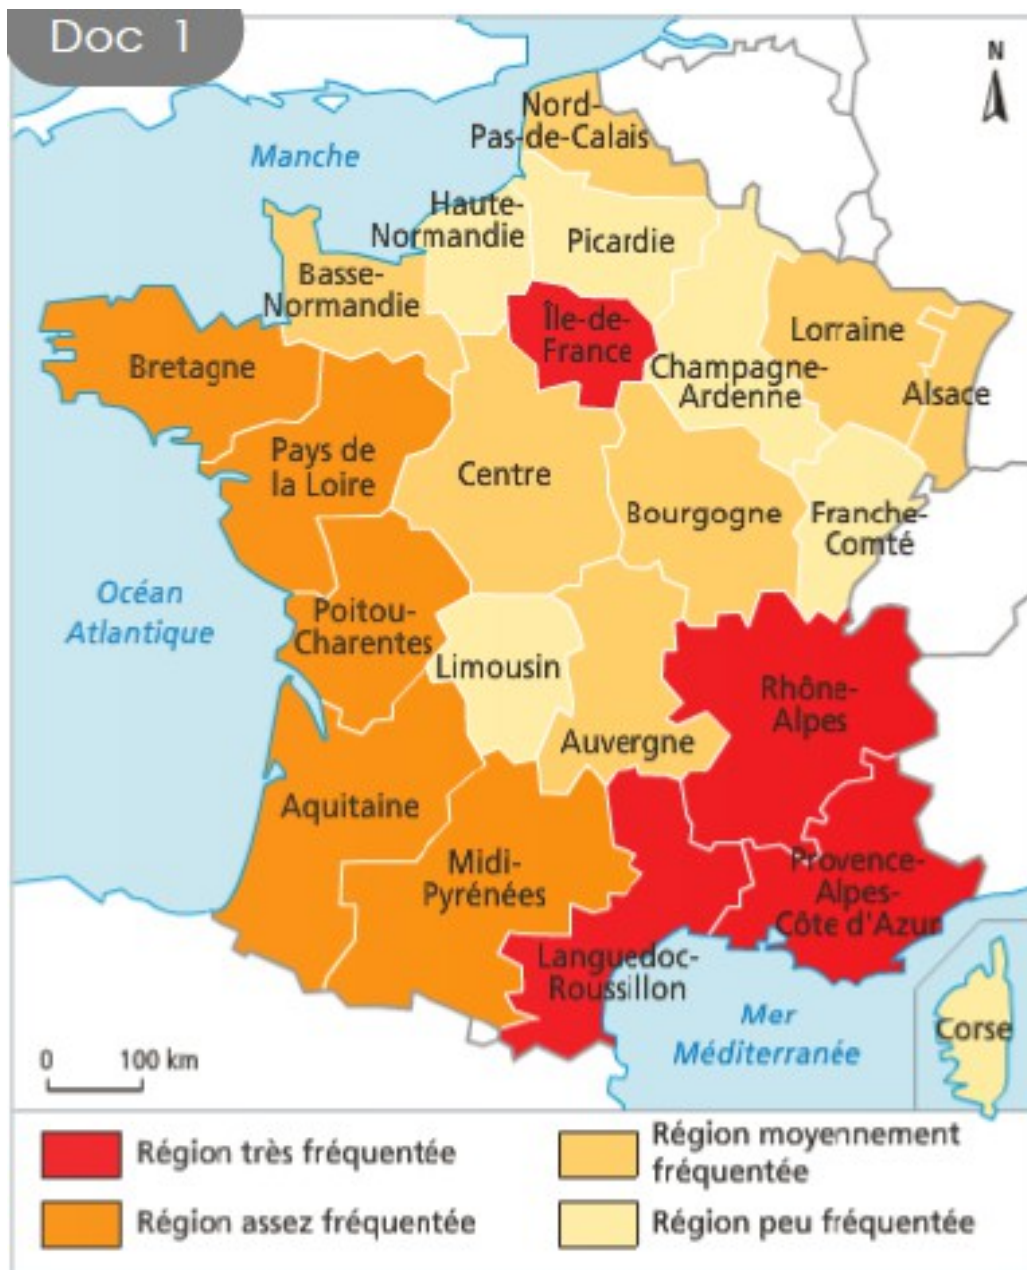 Doc 1
N
Nord-
Pas-de-Calais
Manche
Haute-
Normandie
Picardie
Basse-
Normandie
Île-de-
France
Lorraine
Bretagne
Champagne-
Ardenne
Alsace
Pays de
la Loire
Centre
Bourgogne
Franche-
Comté
Océan
Atlantique
Poitou-
Charentes
Limousin
Rhône-
Alpes
Auvergne
Aquitaine
Midi-
Pyrénées
Provence-
Alpes-
Côte d'Azur
Languedoc-
Roussillon
Mer
Méditerranée
Corse
0 100 km
Région très fréquentée
Région assez fréquentée
Région moyennement
fréquentée
Région peu fréquentée